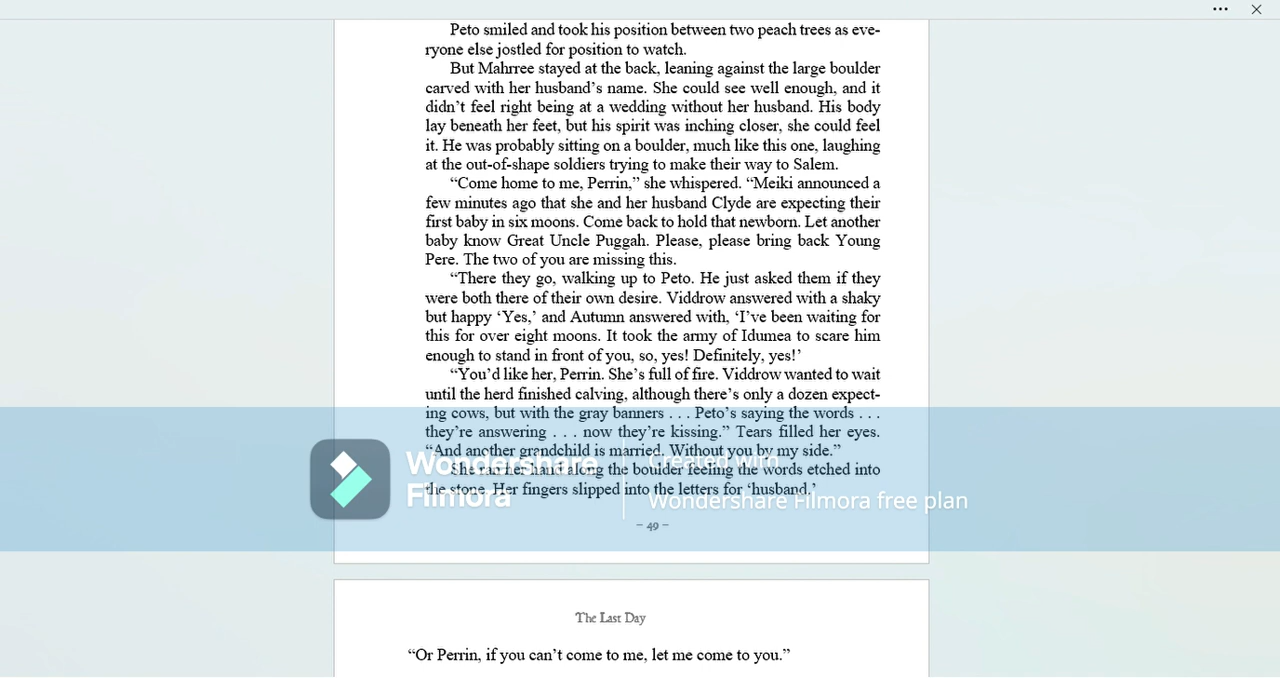 Peto smiled and took his position between two peach trees as eve-
ryone else jostled for position to watch.
But Mahrree stayed at the back, leaning against the large boulder
carved with her husband's name. She could see well enough, and it
didn't feel right being at a wedding without her husband. His body
lay beneath her feet, but his spirit was inching closer, she could feel
it. He was probably sitting on a boulder, much like this one, laughing
at the out-of-shape soldiers trying to make their way to Salem.
“Come home to me, Perrin,” she whispered. “Meiki announced a
few minutes ago that she and her husband Clyde are expecting their
first baby in six moons. Come back to hold that newborn. Let another
baby know Great Uncle Puggah. Please, please bring back Young
Pere. The two of you are missing this.
“There they go, walking up to Peto. He just asked them if they
were both there of their own desire. Viddrow answered with a shaky
but happy ‘Yes,’ and Autumn answered with, ‘I’ve been waiting for
this for over eight moons. It took the army of Idumea to scare him
enough to stand in front of you, so, yes! Definitely, yes!’
“You’d like her, Perrin. She’s full of fire. Viddrow wanted to wait
until the herd finished calving, although there’s only a dozen expect-
ing cows, but with the gray banners . . . Peto’s saying the words . . .
they’re answering . . . now they’re kissing.” Tears filled her eyes.
“And another grandchild is married. Without you by my side.”
She ran her hand along the boulder feeling the words etched into
the stone. Her fingers slipped into the letters for ‘husband.’
Wondershare
Filmora
Created with
Wondershare Filmora free plan
– 49 –
The Last Day
“Or Perrin, if you can’t come to me, let me come to you.”